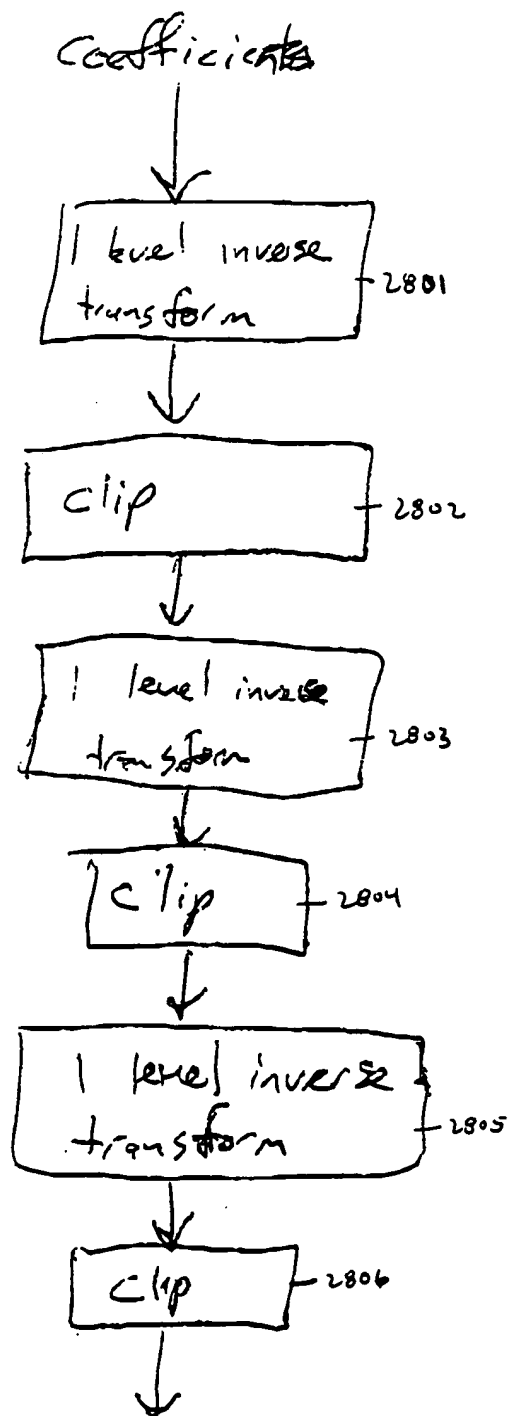 Coefficients
1 level inverse
transform
2801
clip
2802
1 level inverse
transform
2803
clip
2804
1 level inverse
transform
2805
clip
2806